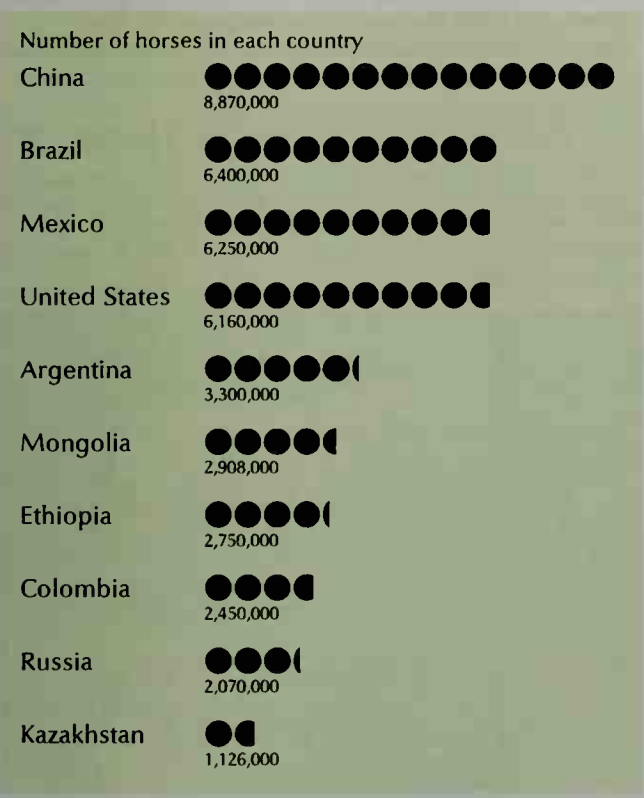 Number of horses in each country
China
8,870,000
Brazil
6,400,000
Mexico
6,250,000
United States
6,160,000
Argentina
3,300,000
Mongolia
2,908,000
Ethiopia
2,750,000
Colombia
2,450,000
Russia
2,070,000
Kazakhstan
1,126,000